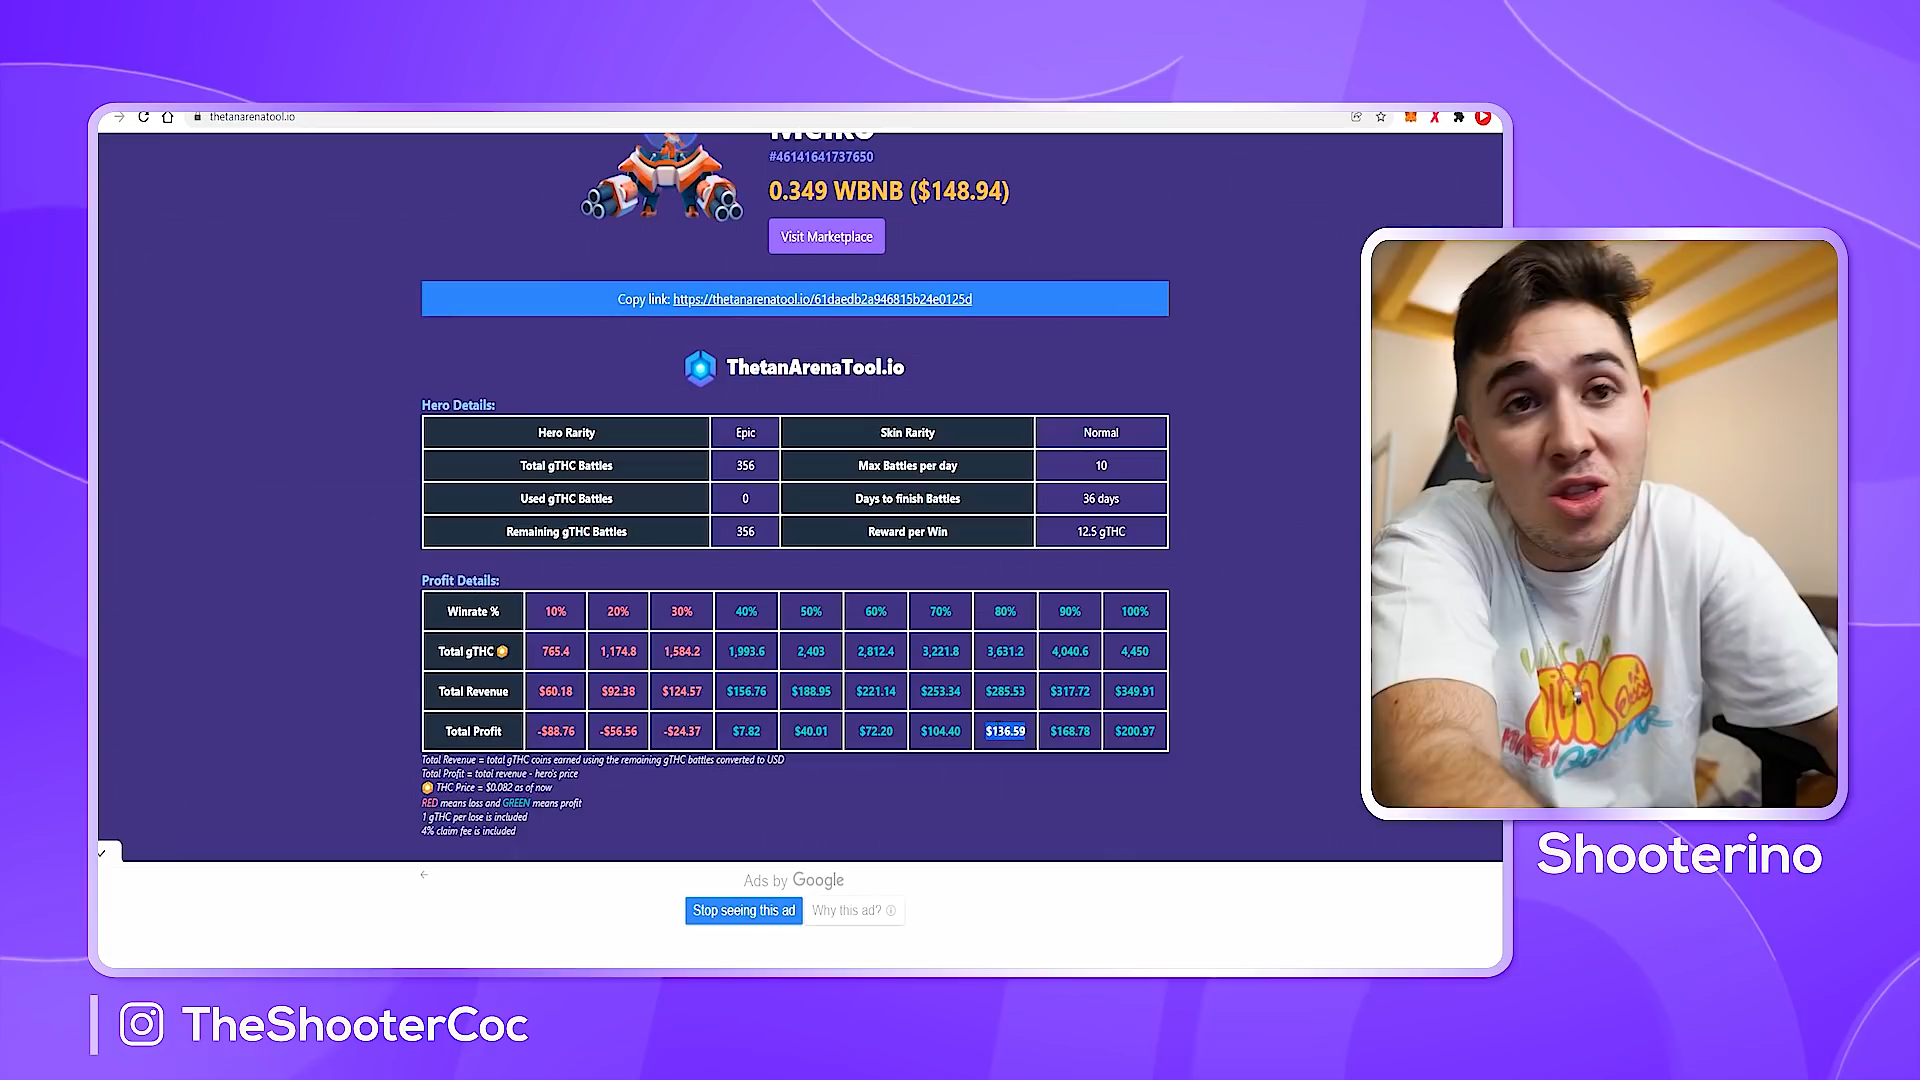 thetanarenatool.io
Meiko
#46141641737650
0.349 WBNB ($148.94)
Visit Marketplace
Copy link: https://thetanarenatool.io/61daedb2a946815b24e0125d
ThetanArenaTool.io
Hero Details:
Hero Rarity Epic Skin Rarity Normal
Total gTHC Battles 356 Max Battles per day 10
Used gTHC Battles 0 Days to finish Battles 36 days
Remaining gTHC Battles 356 Reward per Win 12.5 gTHC
Profit Details:
Winrate % 10% 20% 30% 40% 50% 60% 70% 80% 90% 100%
Total gTHC 765.4 1,174.8 1,584.2 1,993.6 2,403 2,812.4 3,221.8 3,631.2 4,040.6 4,450
Total Revenue $60.18 $92.38 $124.57 $156.76 $188.95 $221.14 $253.34 $285.53 $317.72 $349.91
Total Profit -$88.76 -$56.56 -$24.37 $7.82 $40.01 $72.20 $104.40 $136.59 $168.78 $200.97
Total Revenue = total gTHC coins earned using the remaining gTHC battles converted to USD
Total Profit = total revenue - hero's price
THC Price = $0.082 as of now
RED means loss and GREEN means profit
1 gTHC per lose is included
4% claim fee is included
Ads by Google
Stop seeing this ad Why this ad?
Shooterino
TheShooterCoc